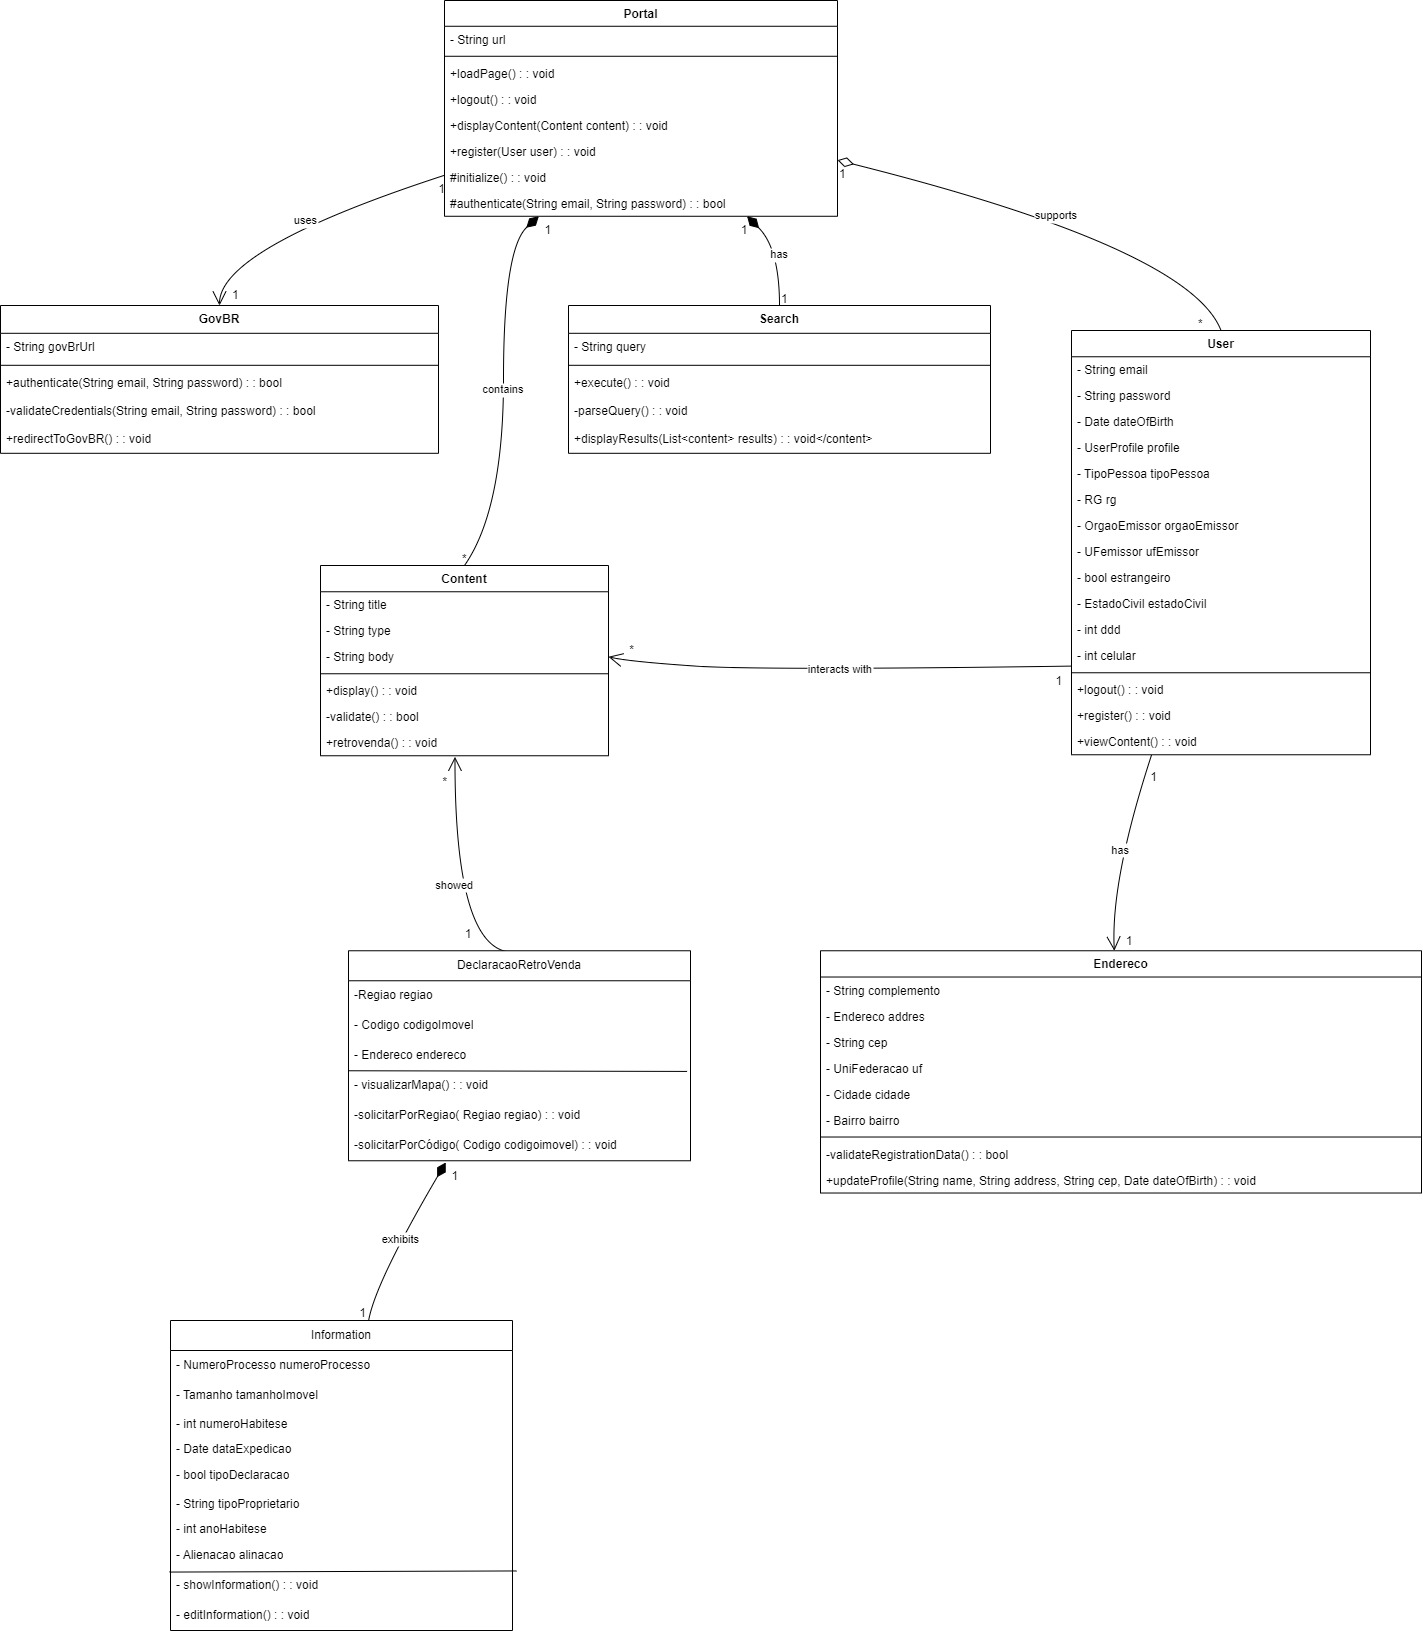 Portal
- String url
+loadPage() : : void
+logout() : : void
+displayContent(Content content) : : void
+register(User user) : : void
#initialize() : : void
#authenticate(String email, String password) : : bool
1
uses
1
1
contains
*
1
has
1
1
supports
*
GovBR
- String govBrUrl
+authenticate(String email, String password) : : bool
-validateCredentials(String email, String password) : : bool
+redirectToGovBR() : : void
Search
- String query
+execute() : : void
-parseQuery() : : void
+displayResults(List<content> results) : : void</content>
User
- String email
- String password
- Date dateOfBirth
- UserProfile profile
- TipoPessoa tipoPessoa
- RG rg
- OrgaoEmissor orgaoEmissor
- UFemissor ufEmissor
- bool estrangeiro
- EstadoCivil estadoCivil
- int ddd
- int celular
+logout() : : void
+register() : : void
+viewContent() : : void
Content
- String title
- String type
- String body
+display() : : void
-validate() : : bool
+retrovenda() : : void
*
interacts with
1
*
showed
1
1
has
1
DeclaracaoRetroVenda
-Regiao regiao
- Codigo codigoImovel
- Endereco endereco
- visualizarMapa() : : void
-solicitarPorRegiao( Regiao regiao) : : void
-solicitarPorCódigo( Codigo codigoimovel) : : void
Endereco
- String complemento
- Endereco addres
- String cep
- UniFederacao uf
- Cidade cidade
- Bairro bairro
-validateRegistrationData() : : bool
+updateProfile(String name, String address, String cep, Date dateOfBirth) : : void
1
exhibits
1
Information
- NumeroProcesso numeroProcesso
- Tamanho tamanhoImovel
- int numeroHabitese
- Date dataExpedicao
- bool tipoDeclaracao
- String tipoProprietario
- int anoHabitese
- Alienacao alinacao
- showInformation() : : void
- editInformation() : : void